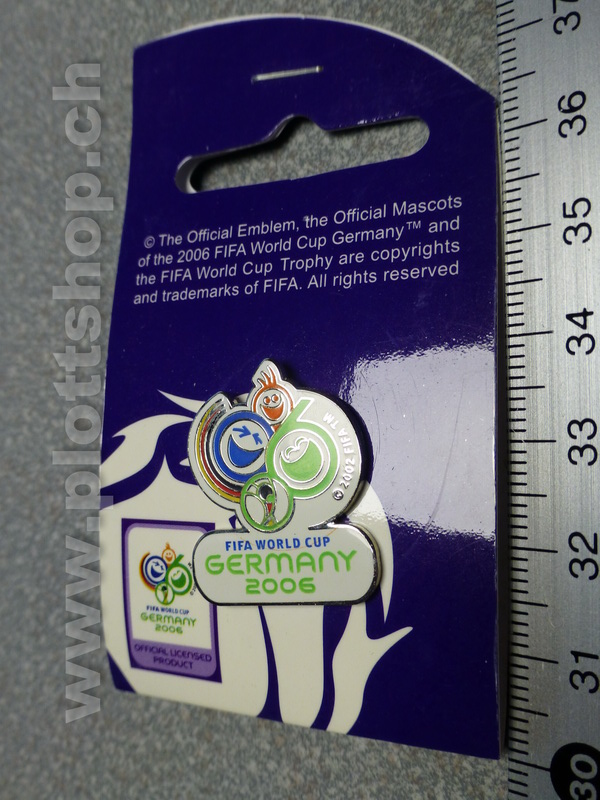 © The Official Emblem, the Official Mascots
of the 2006 FIFA World Cup Germany™ and
the FIFA World Cup Trophy are copyrights
and trademarks of FIFA. All rights reserved
© 2002 FIFA TM
FIFA WORLD CUP
GERMANY
2006
FIFA WORLD CUP
GERMANY
2006
OFFICIAL LICENSED
PRODUCT
www.plottshop.ch
37
36
35
34
33
32
31
30